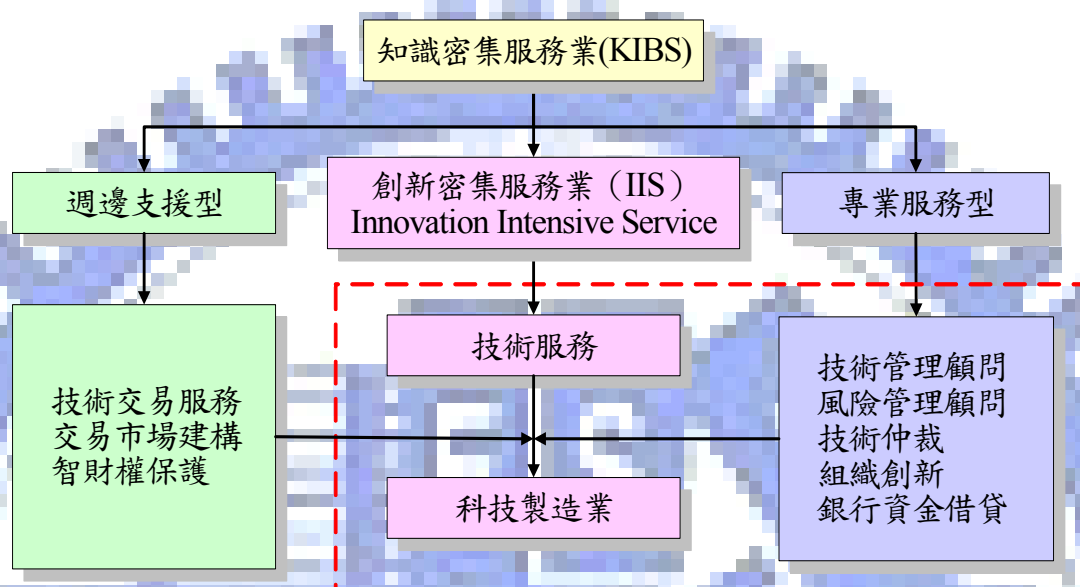 知識密集服務業(KIBS)
週邊支援型
創新密集服務業（IIS）
Innovation Intensive Service
專業服務型
技術交易服務
交易市場建構
智財權保護
技術服務
科技製造業
技術管理顧問
風險管理顧問
技術仲裁
組織創新
銀行資金借貸